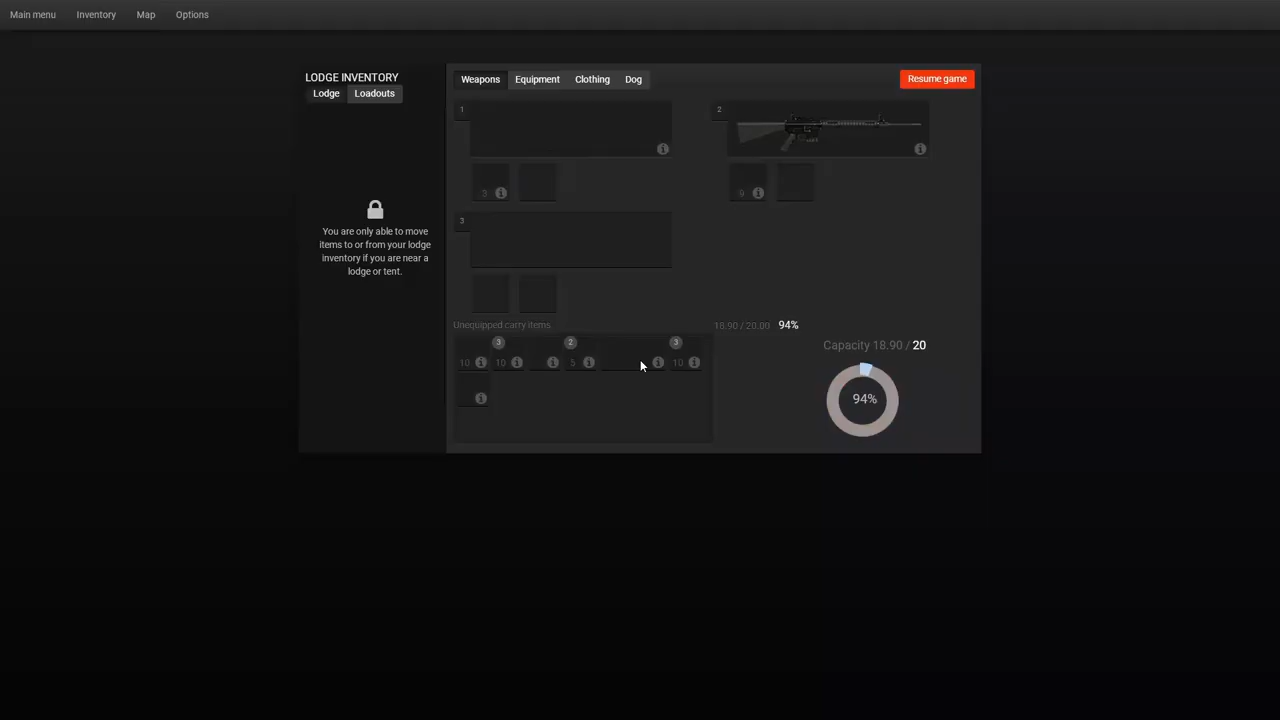 Main menu Inventory Map Options
LODGE INVENTORY
Lodge Loadouts
Weapons Equipment Clothing Dog
Resume game
1
2
3
9
3
You are only able to move
items to or from your lodge
inventory if you are near a
lodge or tent.
Unequipped carry items
18.90 / 20.00 94%
Capacity 18.90 / 20
3 2 3
10 10 5 10
94%